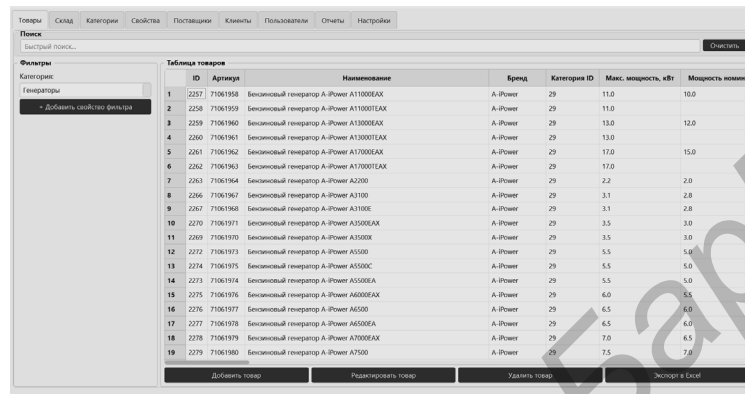 Товары Склад Категории Свойства Поставщики Клиенты Пользователи Отчеты Настройки
Поиск
Быстрый поиск... Очистить
Фильтры Таблица товаров
Категория: ID Артикул Наименование Бренд Категория ID Макс. мощность, кВт Мощность номин
Генераторы
+ Добавить свойство фильтра
1 2257 71061958 Бензиновый генератор A-iPower A11000EAX A-iPower 29 11.0 10.0
2 2258 71061959 Бензиновый генератор A-iPower A11000TEAX A-iPower 29 11.0
3 2259 71061960 Бензиновый генератор A-iPower A13000EAX A-iPower 29 13.0 12.0
4 2260 71061961 Бензиновый генератор A-iPower A13000TEAX A-iPower 29 13.0
5 2261 71061962 Бензиновый генератор A-iPower A17000EAX A-iPower 29 17.0 15.0
6 2262 71061963 Бензиновый генератор A-iPower A17000TEAX A-iPower 29 17.0
7 2263 71061964 Бензиновый генератор A-iPower A2200 A-iPower 29 2.2 2.0
8 2266 71061967 Бензиновый генератор A-iPower A3100 A-iPower 29 3.1 2.8
9 2267 71061968 Бензиновый генератор A-iPower A3100E A-iPower 29 3.1 2.8
10 2270 71061971 Бензиновый генератор A-iPower A3500EAX A-iPower 29 3.5 3.0
11 2269 71061970 Бензиновый генератор A-iPower A3500X A-iPower 29 3.5 3.0
12 2272 71061973 Бензиновый генератор A-iPower A5500 A-iPower 29 5.5 5.0
13 2274 71061975 Бензиновый генератор A-iPower A5500C A-iPower 29 5.5 5.0
14 2273 71061974 Бензиновый генератор A-iPower A5500EA A-iPower 29 5.5 5.0
15 2275 71061976 Бензиновый генератор A-iPower A6000EAX A-iPower 29 6.0 5.5
16 2276 71061977 Бензиновый генератор A-iPower A6500 A-iPower 29 6.5 6.0
17 2277 71061978 Бензиновый генератор A-iPower A6500EA A-iPower 29 6.5 6.0
18 2278 71061979 Бензиновый генератор A-iPower A7000EAX A-iPower 29 7.0 6.5
19 2279 71061980 Бензиновый генератор A-iPower A7500 A-iPower 29 7.5 7.0
Добавить товар Редактировать товар Удалить товар Экспорт в Excel